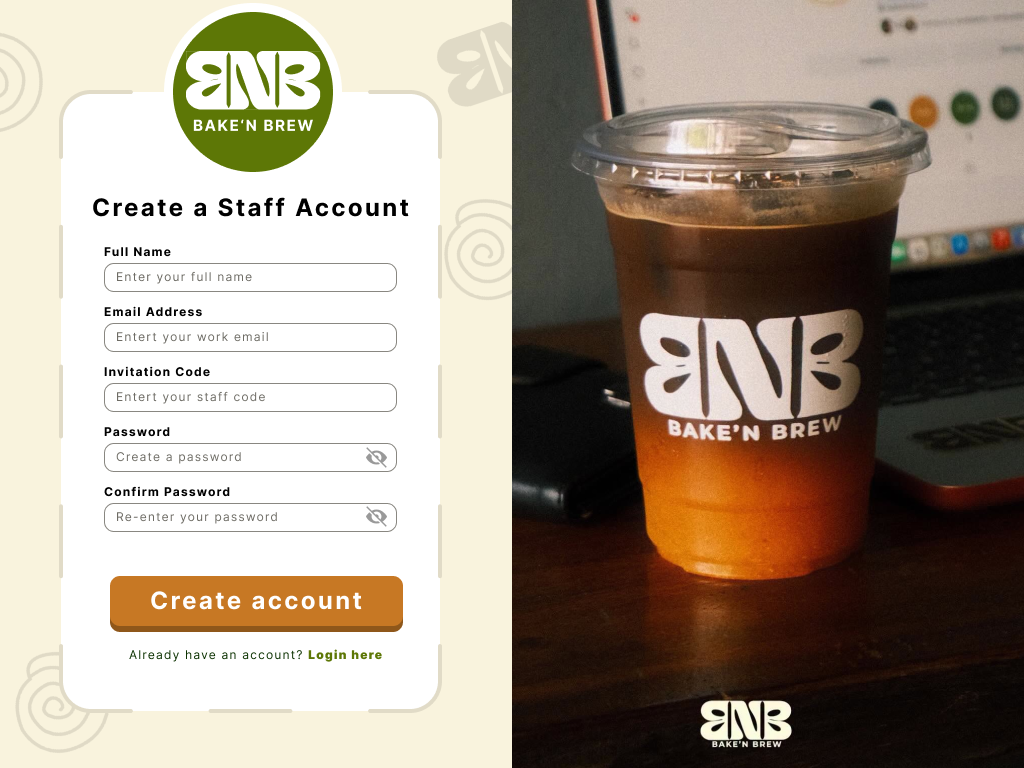 BNB
BAKE'N BREW
Create a Staff Account
Full Name
Enter your full name
Email Address
Entert your work email
Invitation Code
Entert your staff code
Password
Create a password
Confirm Password
Re-enter your password
Create account
Already have an account? Login here
BNB
BAKE'N BREW
BNB
BAKE'N BREW